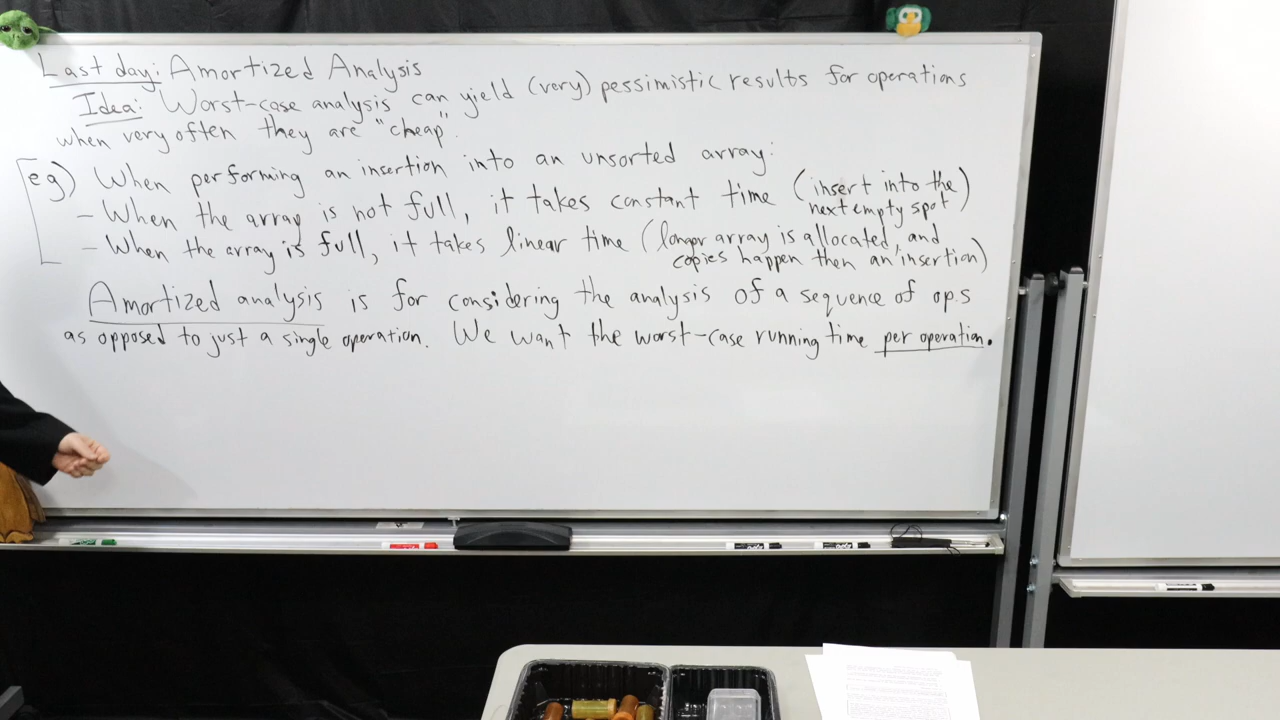 Last day: Amortized Analysis
Idea: Worst-case analysis can yield (very) pessimistic results for operations
when very often they are "cheap".
eg) When performing an insertion into an unsorted array:
- When the array is not full, it takes constant time (insert into the
next empty spot)
- When the array is full, it takes linear time (longer array is allocated, and
copies happen then an insertion)
Amortized analysis is for considering the analysis of a sequence of op.s
as opposed to just a single operation. We want the worst-case running time per operation.